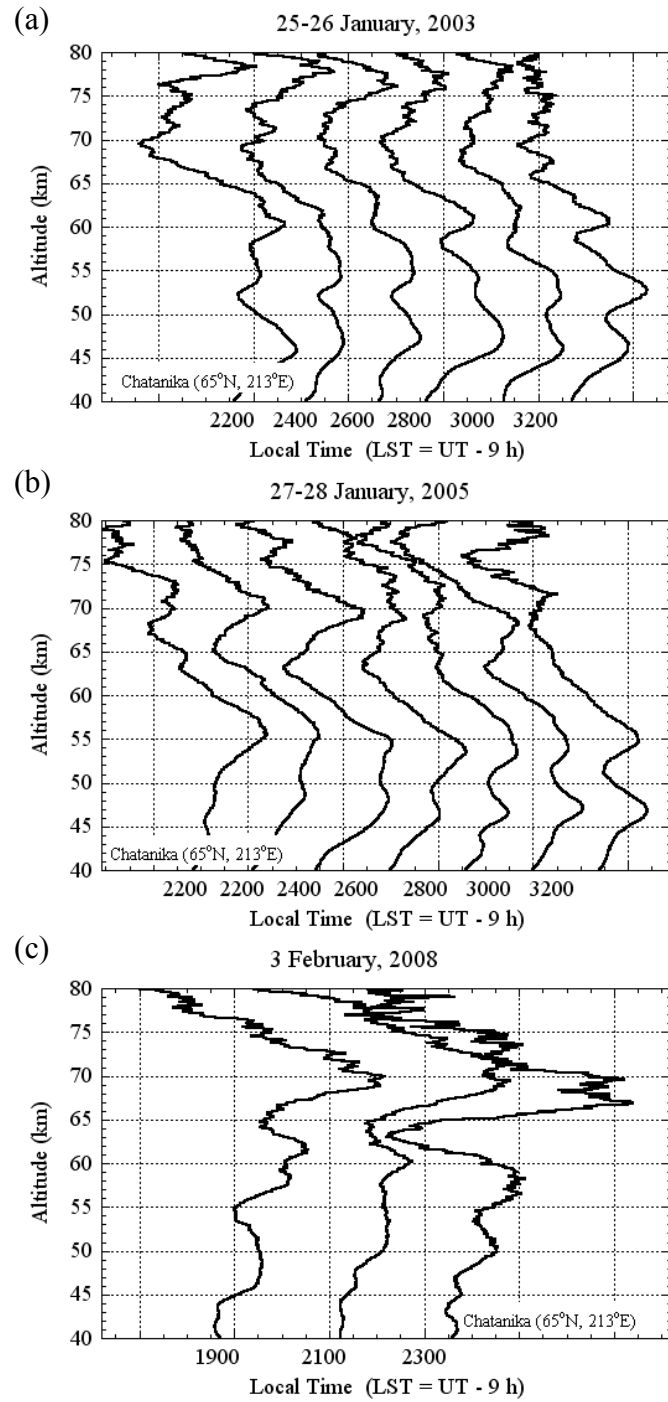 (a)
25-26 January, 2003
80
75
70
65
60
55
50
45
40
Altitude (km)
Chatanika (65°N, 213°E)
2200 2400 2600 2800 3000 3200
Local Time (LST = UT - 9 h)
(b)
27-28 January, 2005
80
75
70
65
60
55
50
45
40
Altitude (km)
Chatanika (65°N, 213°E)
2200 2200 2400 2600 2800 3000 3200
Local Time (LST = UT - 9 h)
(c)
3 February, 2008
80
75
70
65
60
55
50
45
40
Altitude (km)
Chatanika (65°N, 213°E)
1900 2100 2300
Local Time (LST = UT - 9 h)